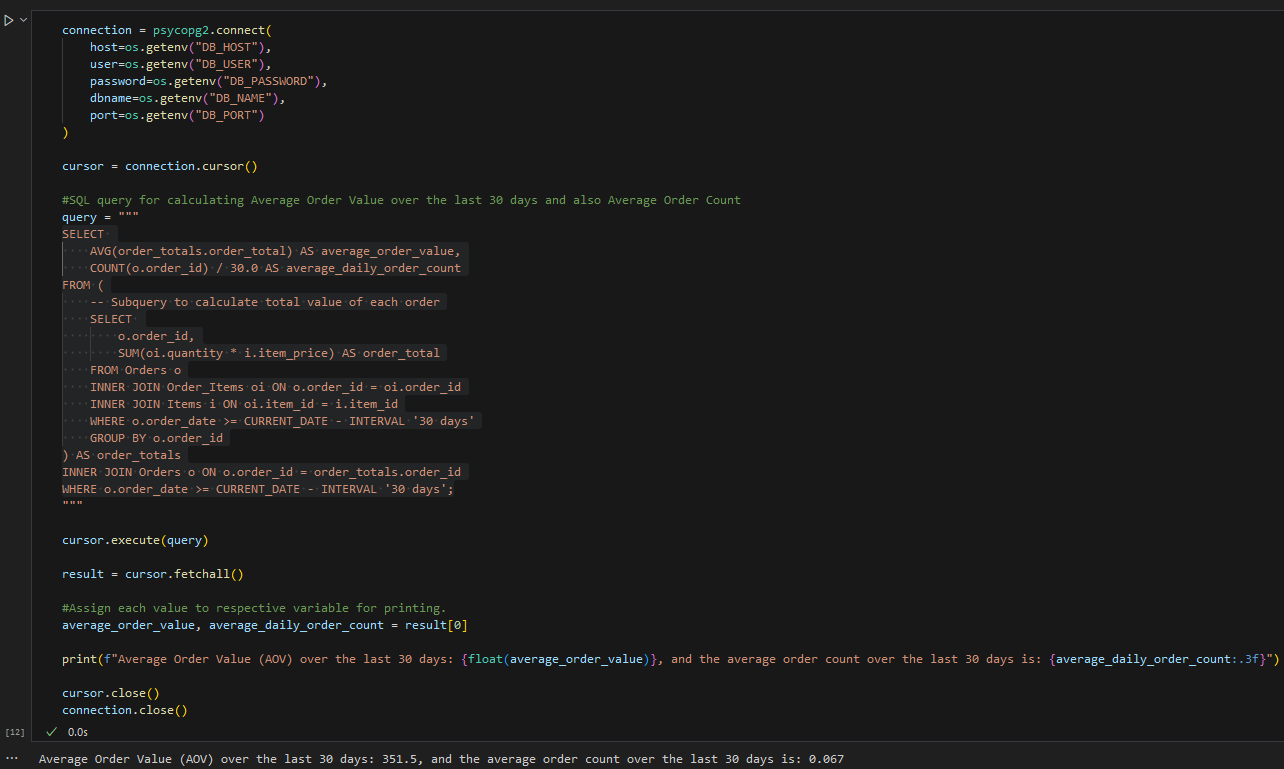 connection = psycopg2.connect(
    host=os.getenv("DB_HOST"),
    user=os.getenv("DB_USER"),
    password=os.getenv("DB_PASSWORD"),
    dbname=os.getenv("DB_NAME"),
    port=os.getenv("DB_PORT")
)
cursor = connection.cursor()
#SQL query for calculating Average Order Value over the last 30 days and also Average Order Count
query = """
SELECT
    AVG(order_totals.order_total) AS average_order_value,
    COUNT(o.order_id) / 30.0 AS average_daily_order_count
FROM (
    -- Subquery to calculate total value of each order
    SELECT
        o.order_id,
        SUM(oi.quantity * i.item_price) AS order_total
    FROM Orders o
    INNER JOIN Order_Items oi ON o.order_id = oi.order_id
    INNER JOIN Items i ON oi.item_id = i.item_id
    WHERE o.order_date >= CURRENT_DATE - INTERVAL '30 days'
    GROUP BY o.order_id
) AS order_totals
INNER JOIN Orders o ON o.order_id = order_totals.order_id
WHERE o.order_date >= CURRENT_DATE - INTERVAL '30 days';
"""
cursor.execute(query)
result = cursor.fetchall()
#Assign each value to respective variable for printing.
average_order_value, average_daily_order_count = result[0]
print(f"Average Order Value (AOV) over the last 30 days: {float(average_order_value)}, and the average order count over the last 30 days is: {average_daily_order_count:.3f}")
cursor.close()
connection.close()
[12] 0.0s
... Average Order Value (AOV) over the last 30 days: 351.5, and the average order count over the last 30 days is: 0.067